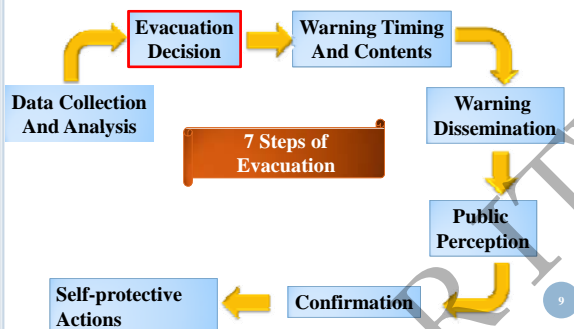 Evacuation
Decision
Warning Timing
And Contents
Data Collection
And Analysis
Warning
Dissemination
7 Steps of
Evacuation
Public
Perception
Self-protective
Actions
Confirmation
9